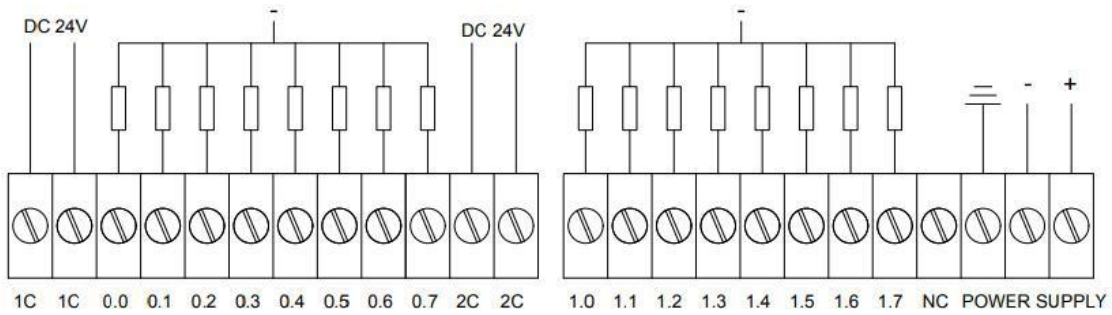 - -
DC 24V DC 24V
- +
1C 1C 0.0 0.1 0.2 0.3 0.4 0.5 0.6 0.7 2C 2C 1.0 1.1 1.2 1.3 1.4 1.5 1.6 1.7 NC POWER SUPPLY